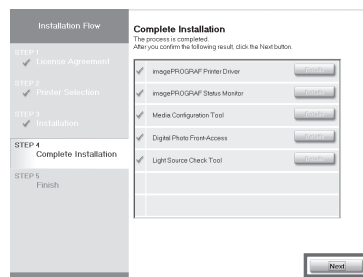 Installation Flow
STEP 1
License Agreement
STEP 2
Printer Selection
STEP 3
Installation
STEP 4
Complete Installation
STEP 5
Finish
Complete Installation
The process is completed.
After you confirm the following result, click the Next button.
imagePROGRAF Printer Driver
imagePROGRAF Status Monitor
Media Configuration Tool
Digital Photo Front-Access
Light Source Check Tool
Next